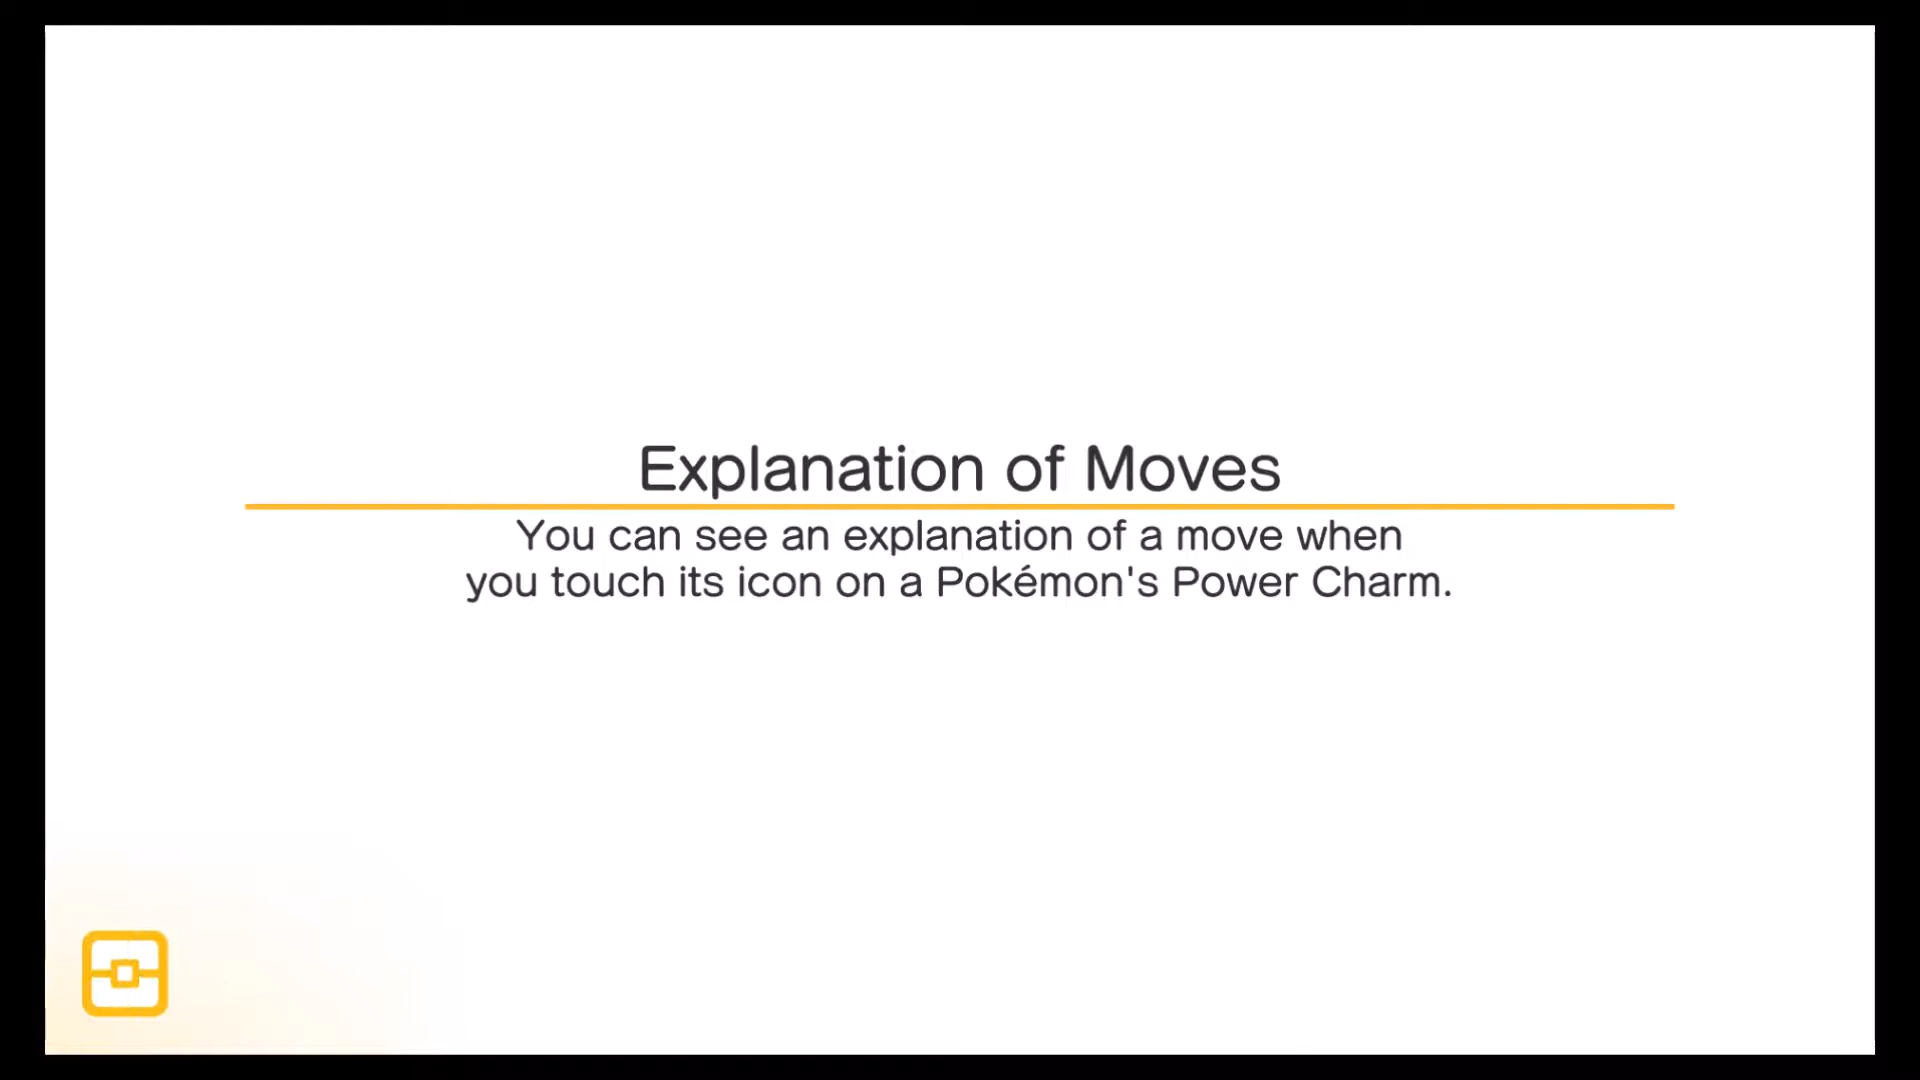 Explanation of Moves
You can see an explanation of a move when
you touch its icon on a Pokémon's Power Charm.